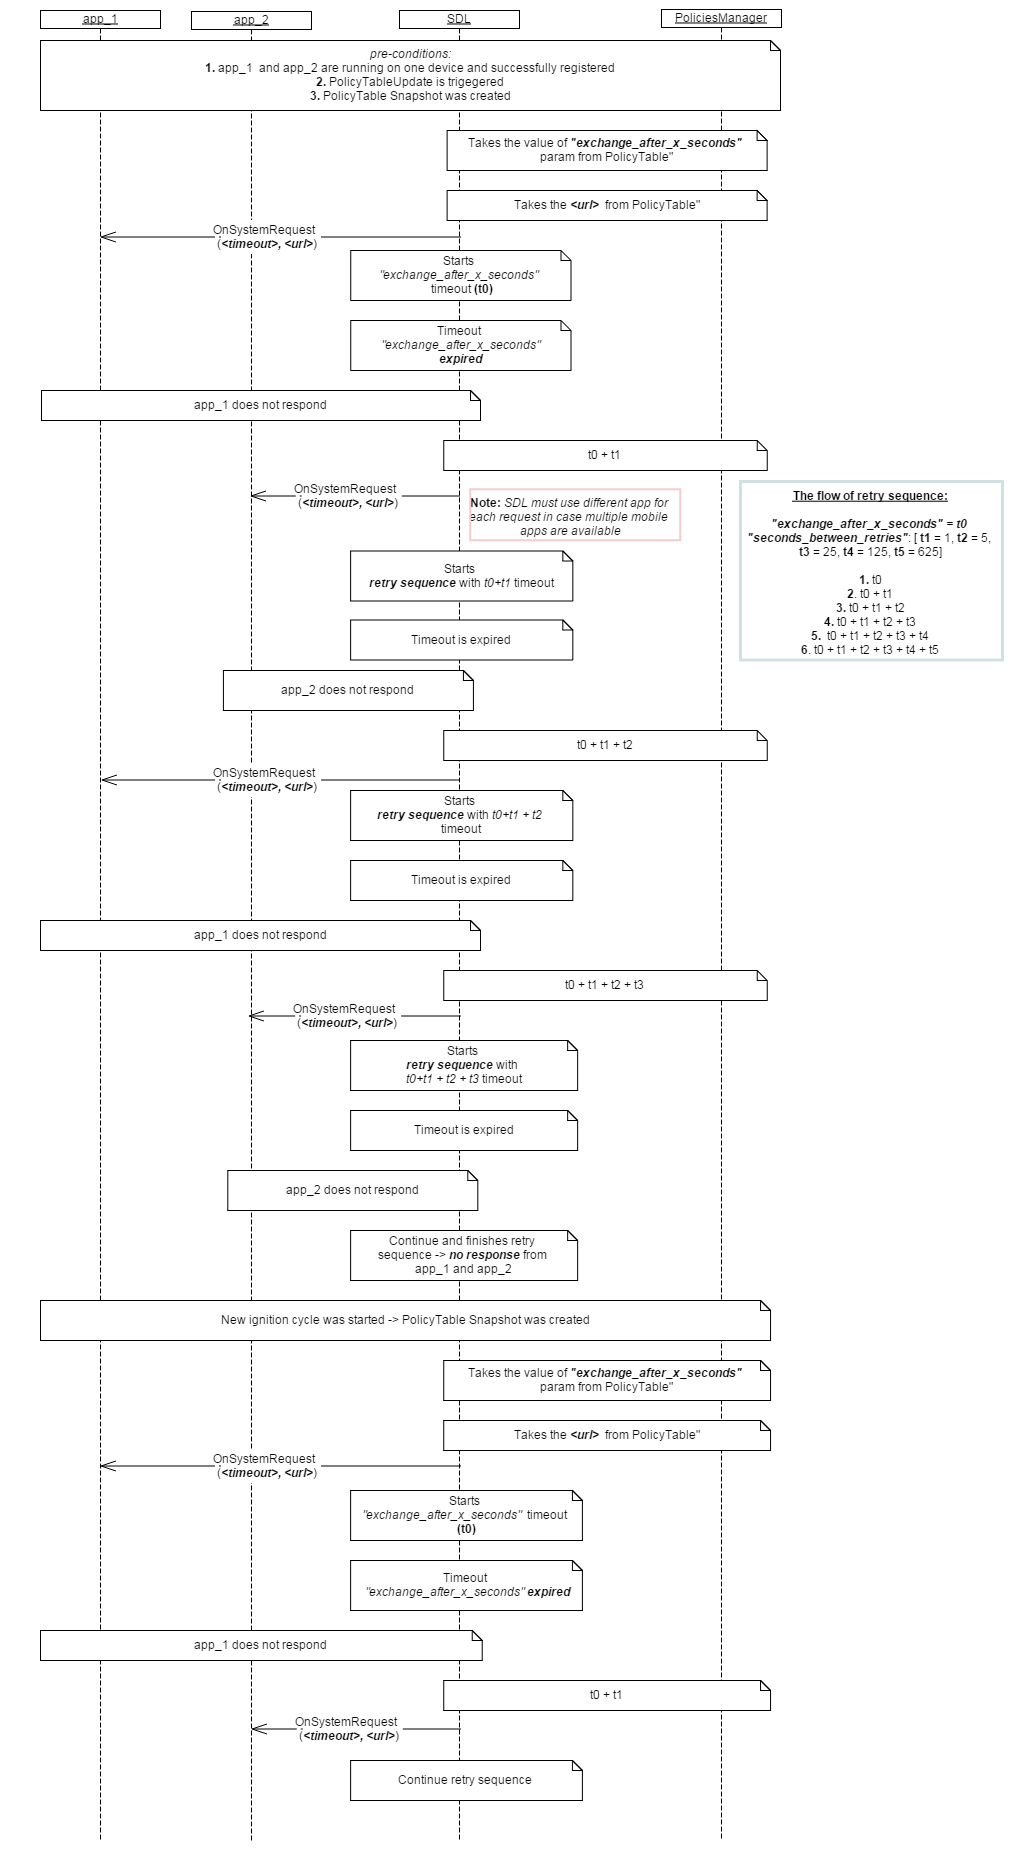 app_1
app_2
SDL
PoliciesManager
pre-conditions:
1. app_1 and app_2 are running on one device and successfully registered
2. PolicyTableUpdate is trigegered
3. PolicyTable Snapshot was created
Takes the value of "exchange_after_x_seconds"
param from PolicyTable"
Takes the <url> from PolicyTable"
OnSystemRequest
(<timeout>, <url>)
Starts
"exchange_after_x_seconds"
timeout (t0)
Timeout
"exchange_after_x_seconds"
expired
app_1 does not respond
t0 + t1
OnSystemRequest
(<timeout>, <url>)
Note: SDL must use different app for
each request in case multiple mobile
apps are available
The flow of retry sequence:
"exchange_after_x_seconds" = t0
"seconds_between_retries": [ t1 = 1, t2 = 5,
t3 = 25, t4 = 125, t5 = 625]
1. t0
2. t0 + t1
3. t0 + t1 + t2
4. t0 + t1 + t2 + t3
5. t0 + t1 + t2 + t3 + t4
6. t0 + t1 + t2 + t3 + t4 + t5
Starts
retry sequence with t0+t1 timeout
Timeout is expired
app_2 does not respond
t0 + t1 + t2
OnSystemRequest
(<timeout>, <url>)
Starts
retry sequence with t0+t1 + t2
timeout
Timeout is expired
app_1 does not respond
t0 + t1 + t2 + t3
OnSystemRequest
(<timeout>, <url>)
Starts
retry sequence with
t0+t1 + t2 + t3 timeout
Timeout is expired
app_2 does not respond
Continue and finishes retry
sequence -> no response from
app_1 and app_2
New ignition cycle was started -> PolicyTable Snapshot was created
Takes the value of "exchange_after_x_seconds"
param from PolicyTable"
Takes the <url> from PolicyTable"
OnSystemRequest
(<timeout>, <url>)
Starts
"exchange_after_x_seconds" timeout
(t0)
Timeout
"exchange_after_x_seconds" expired
app_1 does not respond
t0 + t1
OnSystemRequest
(<timeout>, <url>)
Continue retry sequence